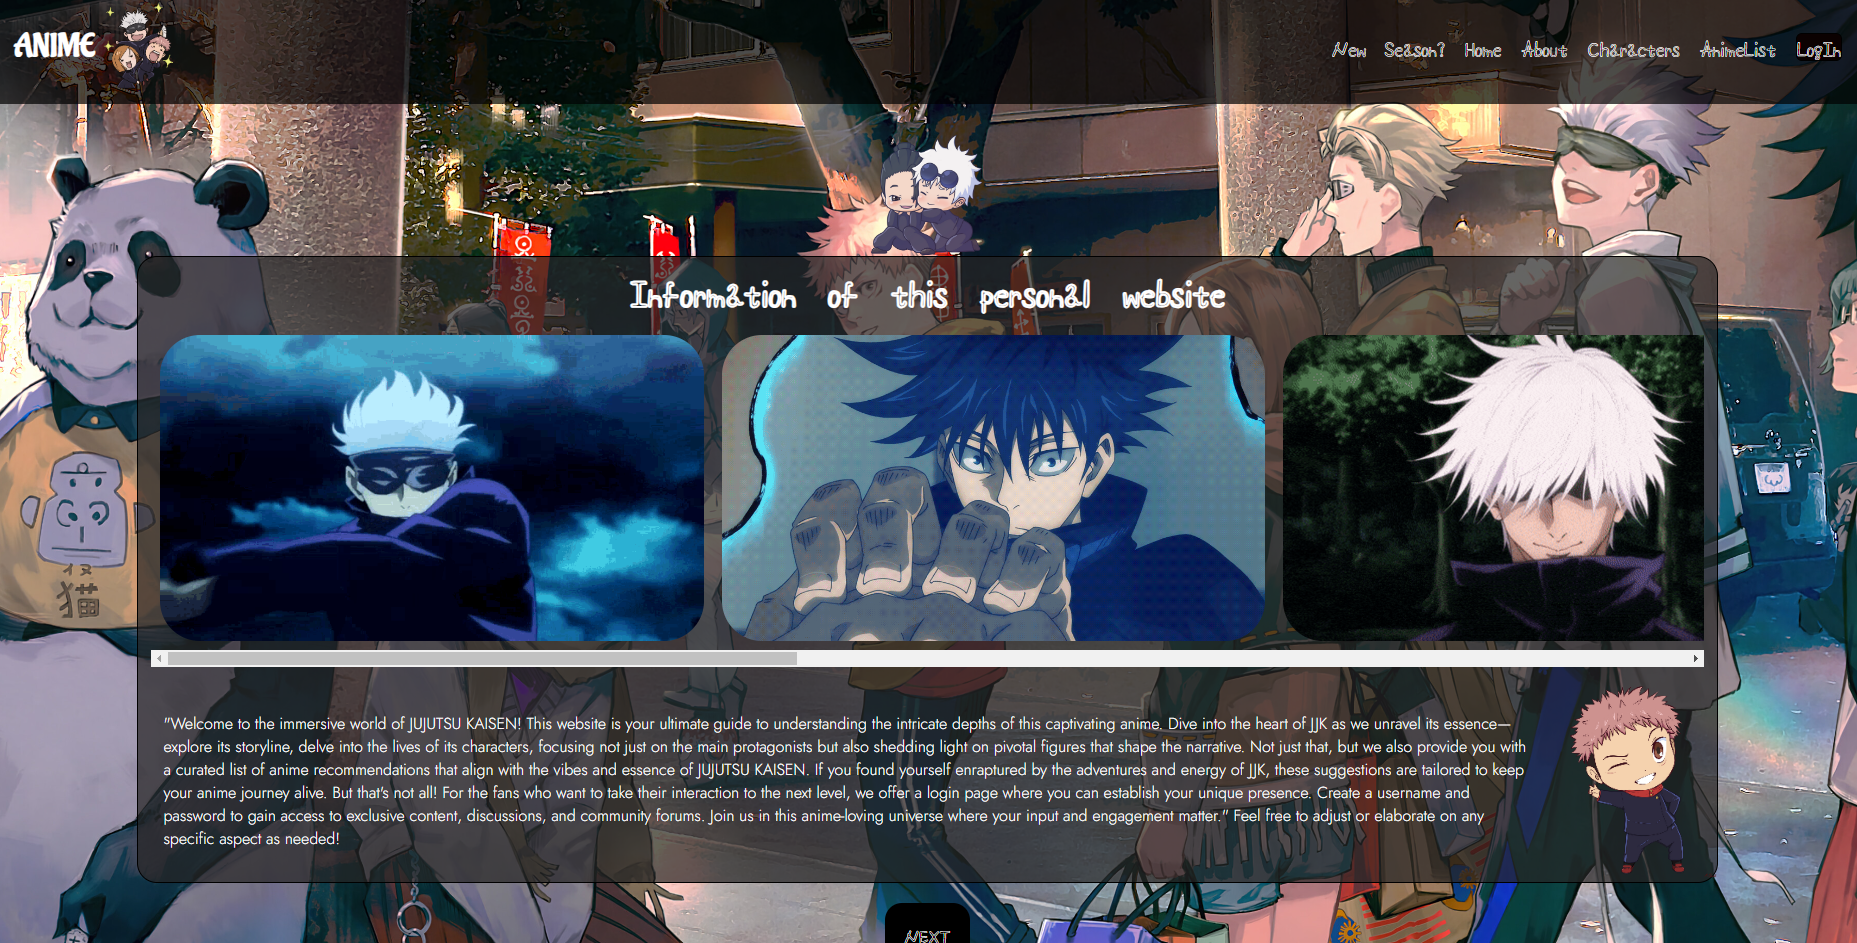 ANIME
New Season? Home About Characters AnimeList LogIn
Information of this personal website
"Welcome to the immersive world of JUJUTSU KAISEN! This website is your ultimate guide to understanding the intricate depths of this captivating anime. Dive into the heart of JJK as we unravel its essence—
explore its storyline, delve into the lives of its characters, focusing not just on the main protagonists but also shedding light on pivotal figures that shape the narrative. Not just that, but we also provide you with
a curated list of anime recommendations that align with the vibes and essence of JUJUTSU KAISEN. If you found yourself enraptured by the adventures and energy of JJK, these suggestions are tailored to keep
your anime journey alive. But that's not all! For the fans who want to take their interaction to the next level, we offer a login page where you can establish your unique presence. Create a username and
password to gain access to exclusive content, discussions, and community forums. Join us in this anime-loving universe where your input and engagement matter." Feel free to adjust or elaborate on any
specific aspect as needed!
猫
NEXT